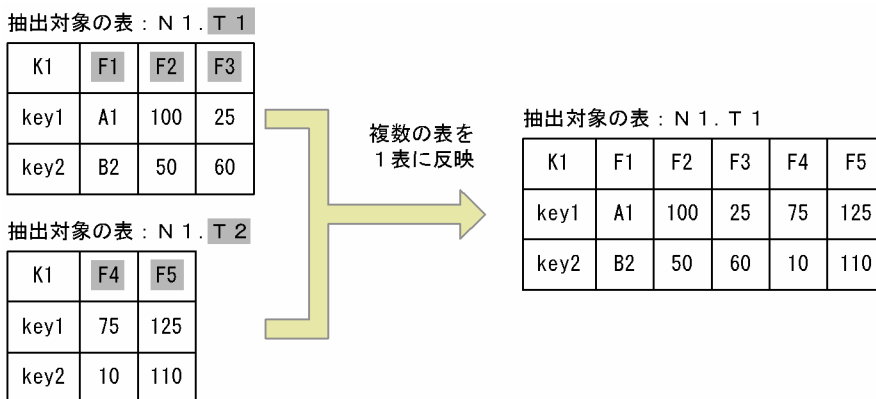 抽出対象の表：Ｎ１.Ｔ１
K1 F1 F2 F3
key1 A1 100 25
key2 B2 50 60
抽出対象の表：Ｎ１.Ｔ２
K1 F4 F5
key1 75 125
key2 10 110
複数の表を
１表に反映
抽出対象の表：Ｎ１.Ｔ１
K1 F1 F2 F3 F4 F5
key1 A1 100 25 75 125
key2 B2 50 60 10 110